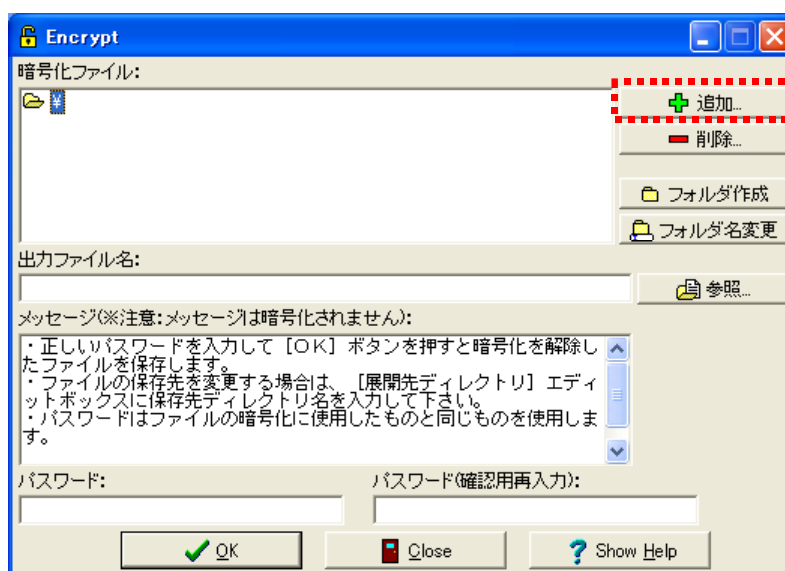 Encrypt
暗号化ファイル:
¥
追加...
削除...
フォルダ作成
フォルダ名変更
出力ファイル名:
参照...
メッセージ(※注意:メッセージは暗号化されません):
・正しいパスワードを入力して［ＯＫ］ボタンを押すと暗号化を解除し
たファイルを保存します。
・ファイルの保存先を変更する場合は、［展開先ディレクトリ］エディ
ットボックスに保存先ディレクトリ名を入力して下さい。
・パスワードはファイルの暗号化に使用したものと同じものを使用しま
す。
パスワード:
パスワード(確認用再入力):
OK
Close
Show Help